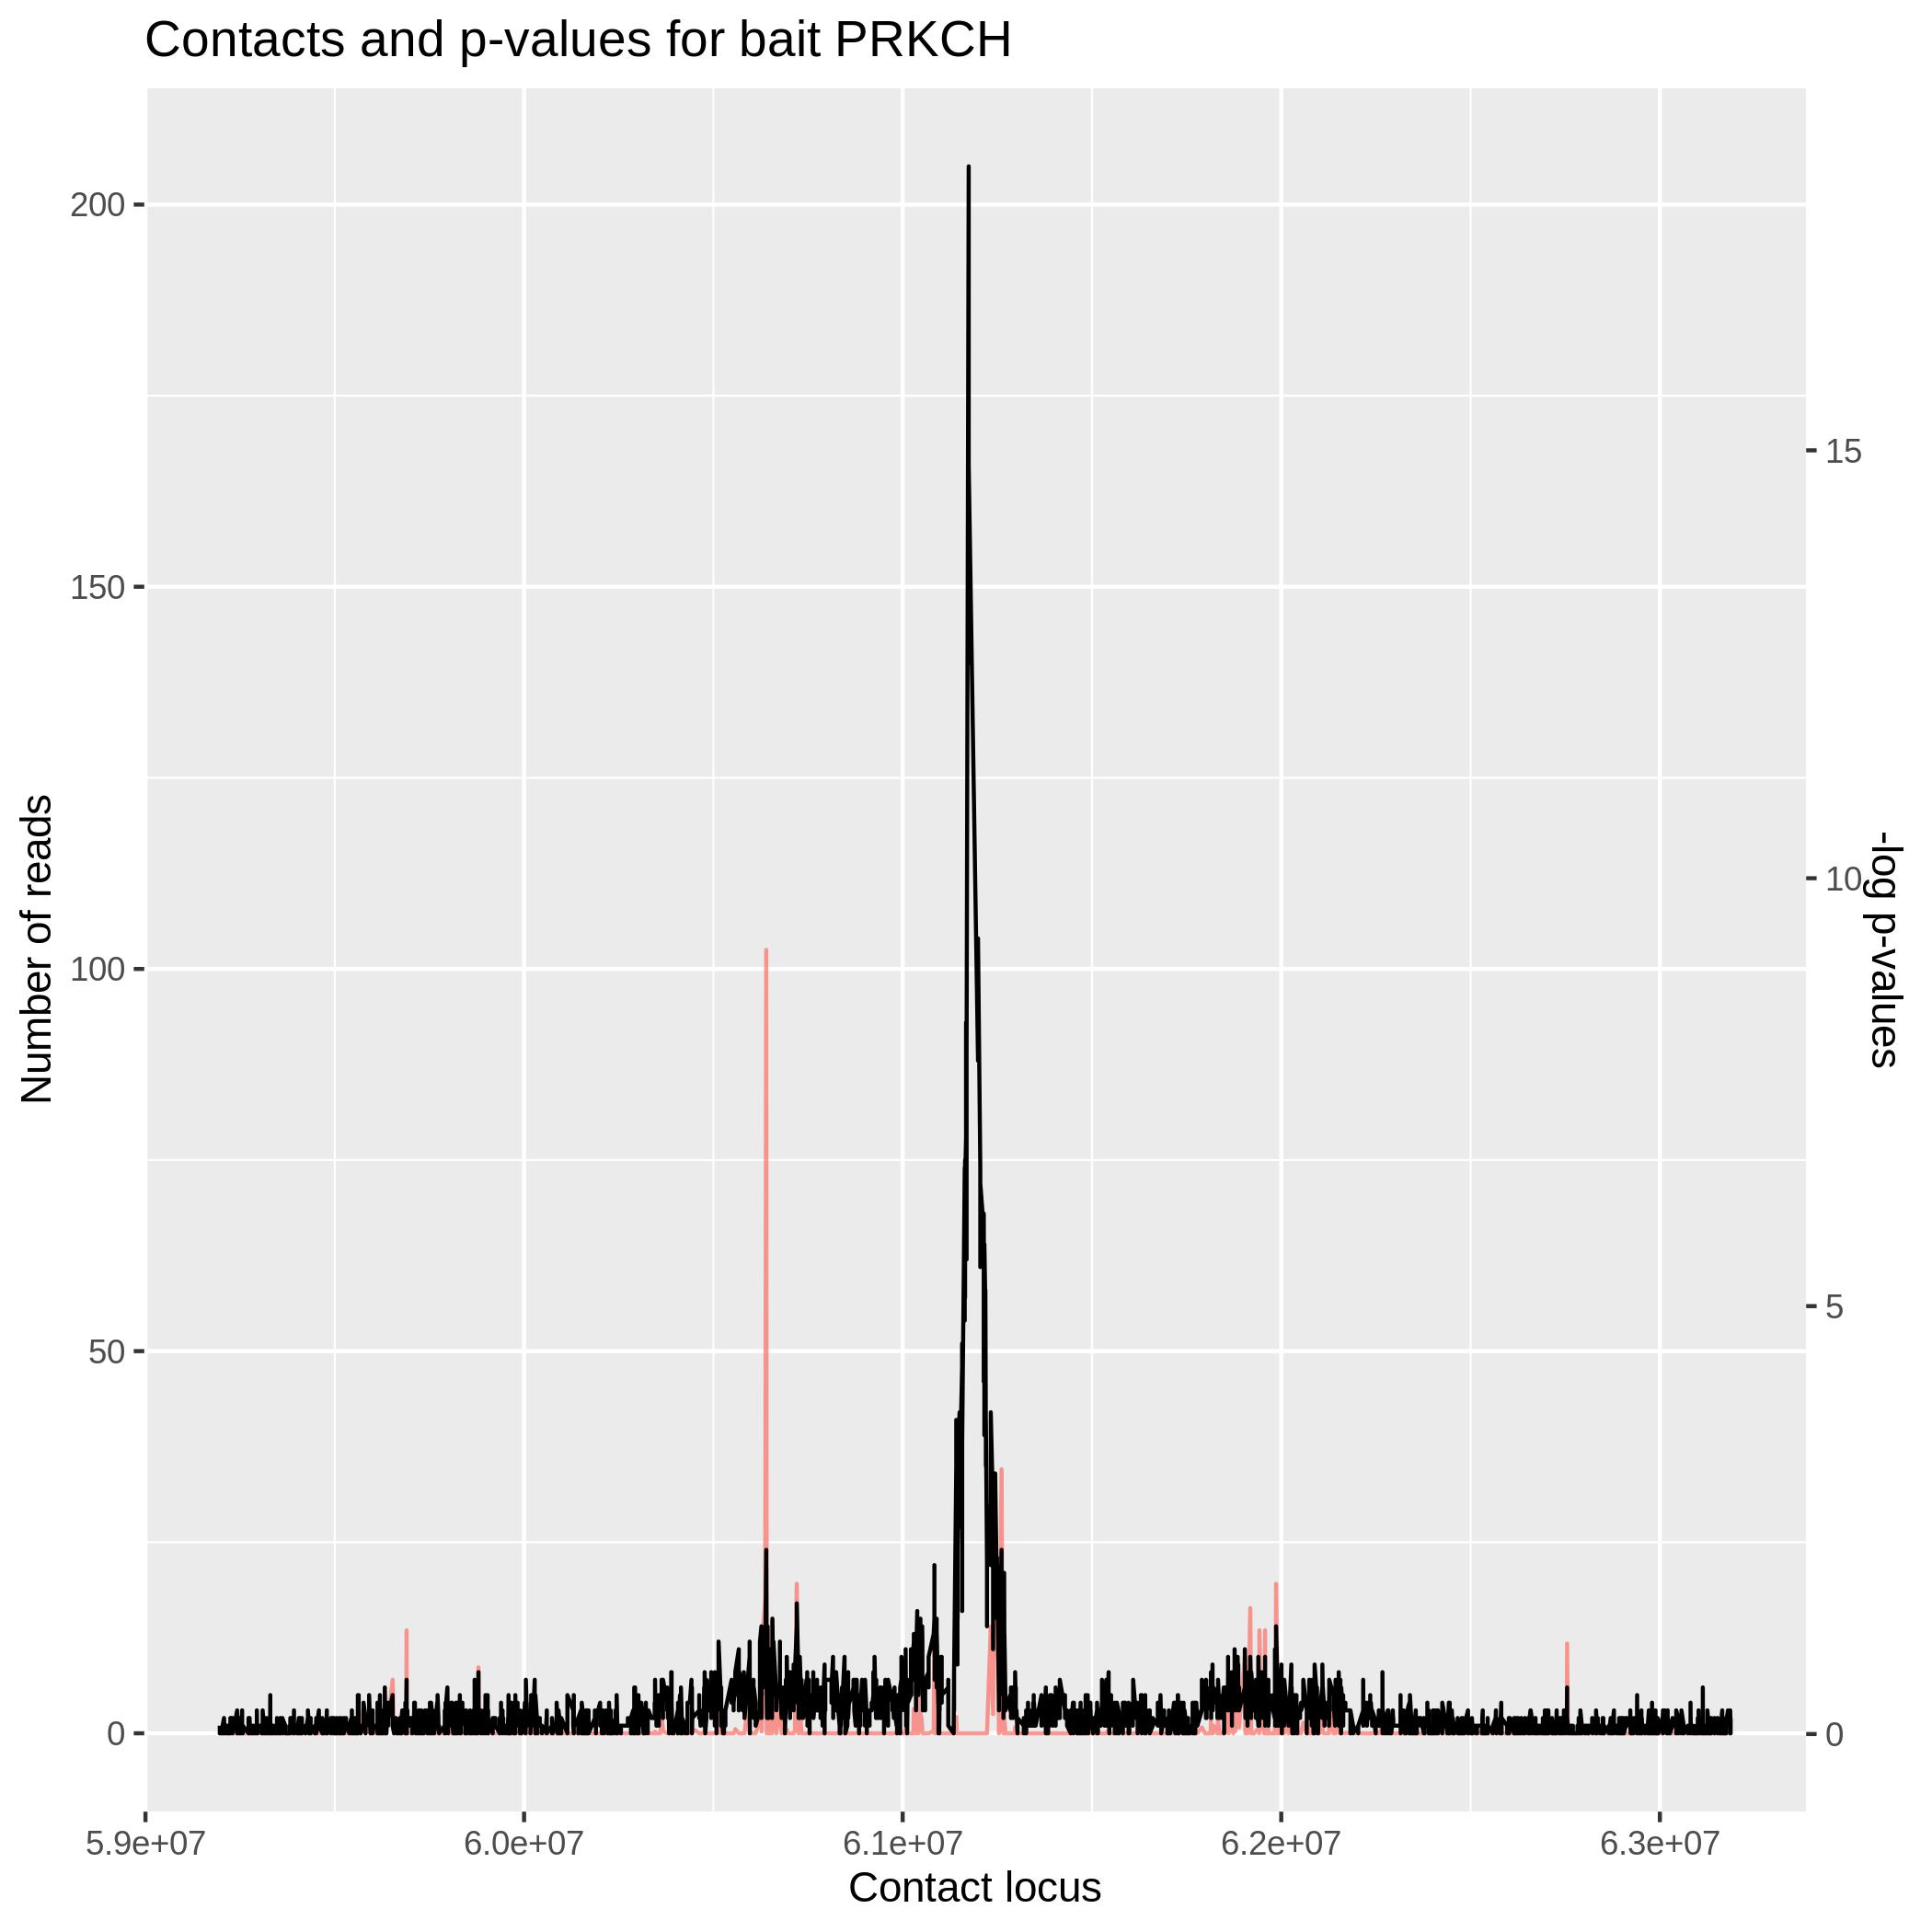 Contacts and p-values for bait PRKCH
200
150
100
50
0
Number of reads
15
10
5
0
-log p-values
5.9e+07 6.0e+07 6.1e+07 6.2e+07 6.3e+07
Contact locus